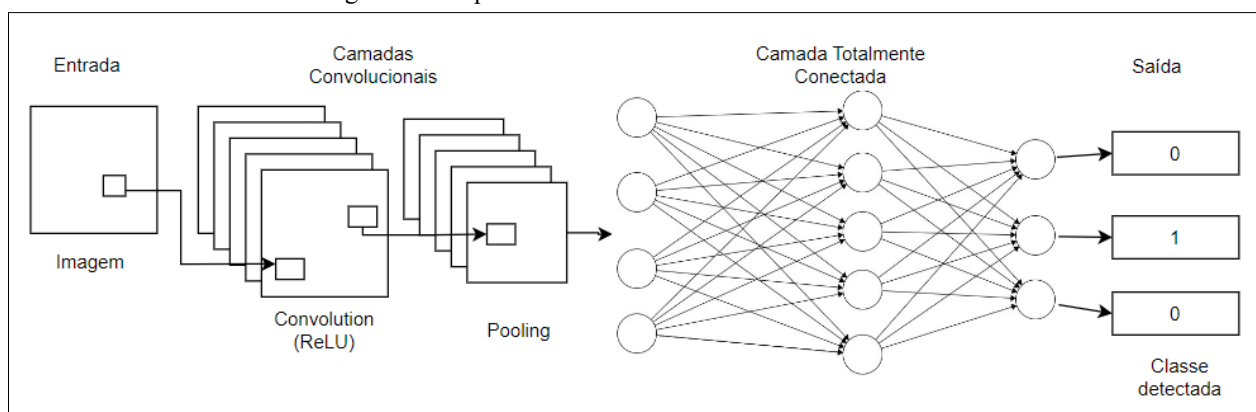 Entrada
Camadas
Convolucionais
Camada Totalmente
Conectada
Saída
Imagem
Convolution
(ReLU)
Pooling
0
1
0
Classe
detectada